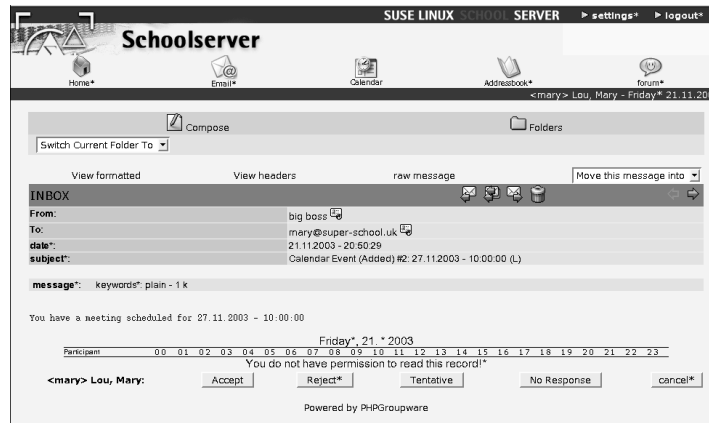 SUSE LINUX SCHOOL SERVER ► settings* ► logout*
Schoolserver
Home* Email* Calendar Addressbook* forum*
<mary> Lou, Mary - Friday* 21.11.20
Compose Folders
Switch Current Folder To
View formatted View headers raw message Move this message into
INBOX
From: big boss
To: mary@super-school.uk
date*: 21.11.2003 - 20:50:29
subject*: Calendar Event (Added) #2: 27.11.2003 - 10:00:00 (L)
message*: keywords*: plain - 1 k
You have a meeting scheduled for 27.11.2003 - 10:00:00
Friday*, 21. * 2003
Participant 00 01 02 03 04 05 06 07 08 09 10 11 12 13 14 15 16 17 18 19 20 21 22 23
You do not have permission to read this record!*
<mary> Lou, Mary: Accept Reject* Tentative No Response cancel*
Powered by PHPGroupware